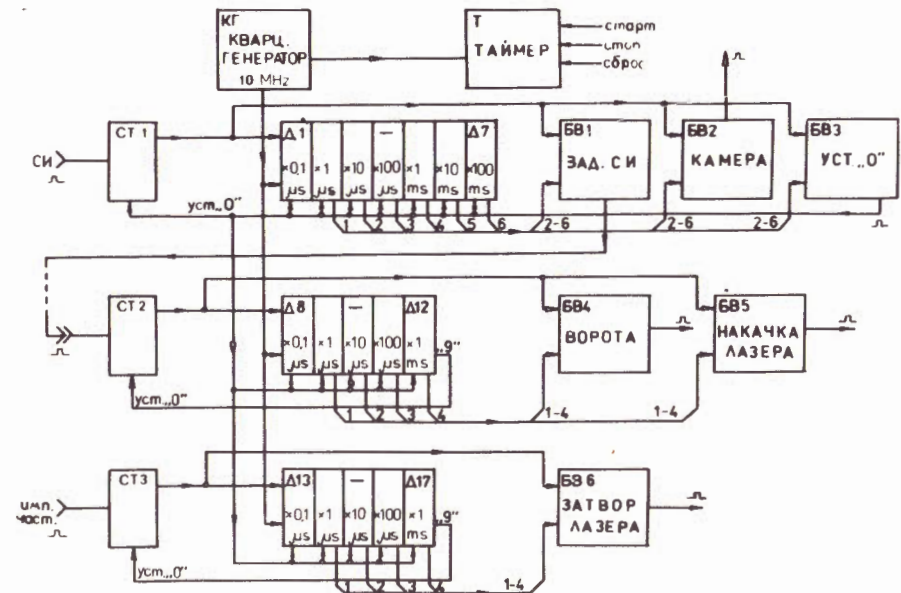 КГ
КВАРЦ.
ГЕНЕРАТОР
10 MHz
Т
ТАЙМЕР
старт
стоп
сброс
СТ 1
СИ
уст.„0"
Δ1 — Δ7
×0,1 ×1 ×10 ×100 ×1 ×10 ×100
μs μs μs μs ms ms ms
1 2 3 4 5 6
БВ1
ЗАД. СИ
БВ2
КАМЕРА
БВ3
УСТ.„0"
2-6 2-6 2-6
СТ2
уст.„0"
Δ8 — Δ12
×0,1 ×1 ×10 ×100 ×1
μs μs μs μs ms
„9"
1 2 3 4
БВ4
ВОРОТА
БВ5
НАКАЧКА
ЛАЗЕРА
1-4 1-4
СТ3
имп.
част.
уст.„0"
Δ13 — Δ17
×0,1 ×1 ×10 ×100 ×1
μs μs μs μs ms
„9"
1 2 3 4
БВ6
ЗАТВОР
ЛАЗЕРА
1-4